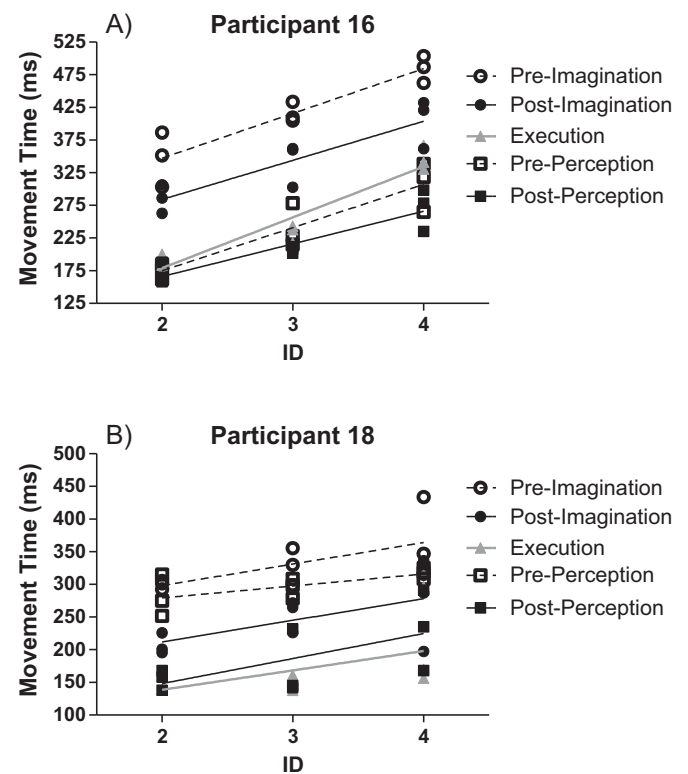 A) Participant 16
Movement Time (ms)
525
475
425
375
325
275
225
175
125
2 3 4
ID
Pre-Imagination
Post-Imagination
Execution
Pre-Perception
Post-Perception
B) Participant 18
Movement Time (ms)
500
450
400
350
300
250
200
150
100
2 3 4
ID
Pre-Imagination
Post-Imagination
Execution
Pre-Perception
Post-Perception